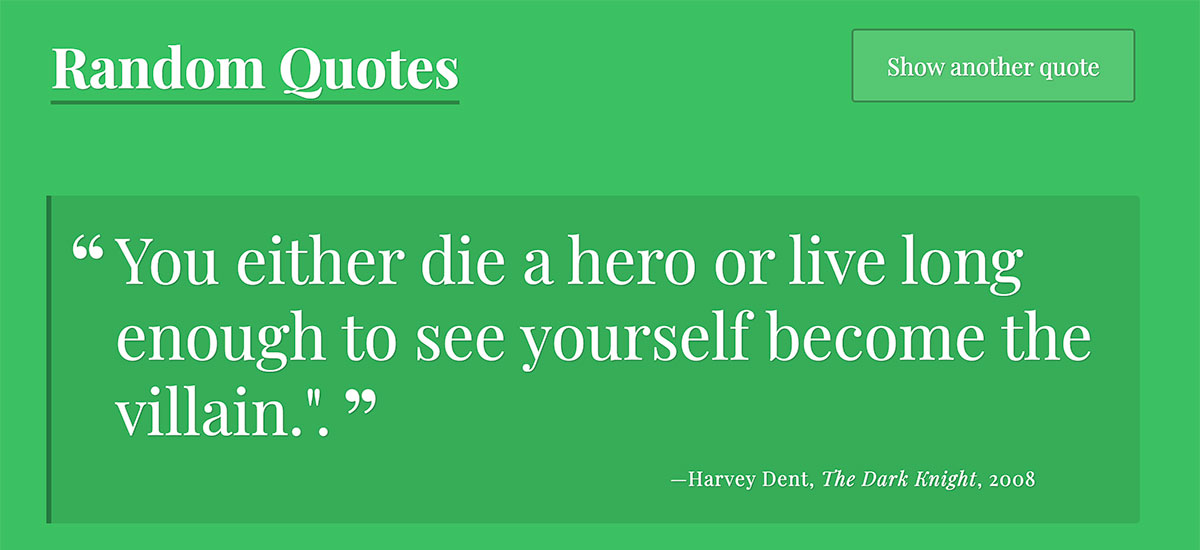 Random Quotes
Show another quote
“You either die a hero or live long
enough to see yourself become the
villain.".”
—Harvey Dent, The Dark Knight, 2008